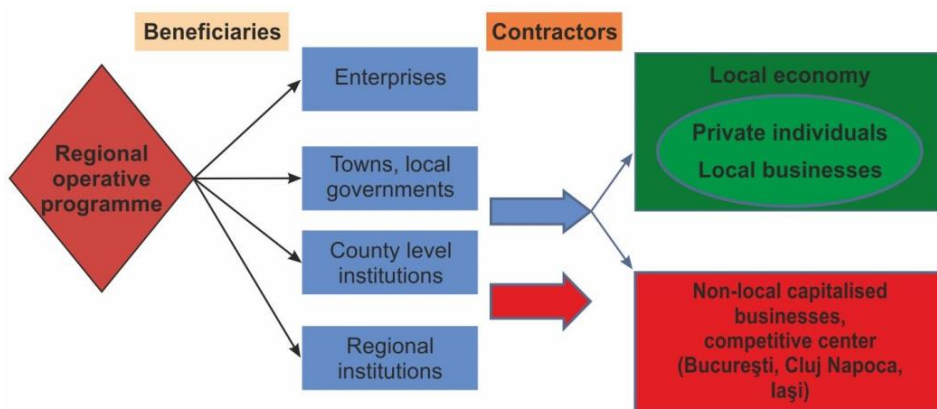 Beneficiaries
Contractors
Regional
operative
programme
Enterprises
Towns, local
governments
County level
institutions
Regional
institutions
Local economy
Private individuals
Local businesses
Non-local capitalised
businesses,
competitive center
(Bucureşti, Cluj Napoca,
Iaşi)